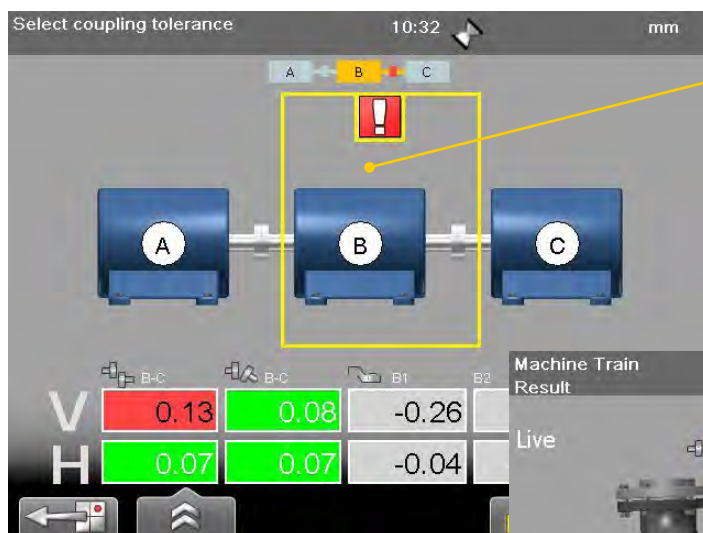 Select coupling tolerance 10:32 mm
A B C
!
A B C
B-C B-C B1 B2
V 0.13 0.08 -0.26
H 0.07 0.07 -0.04
Machine Train
Result
Live